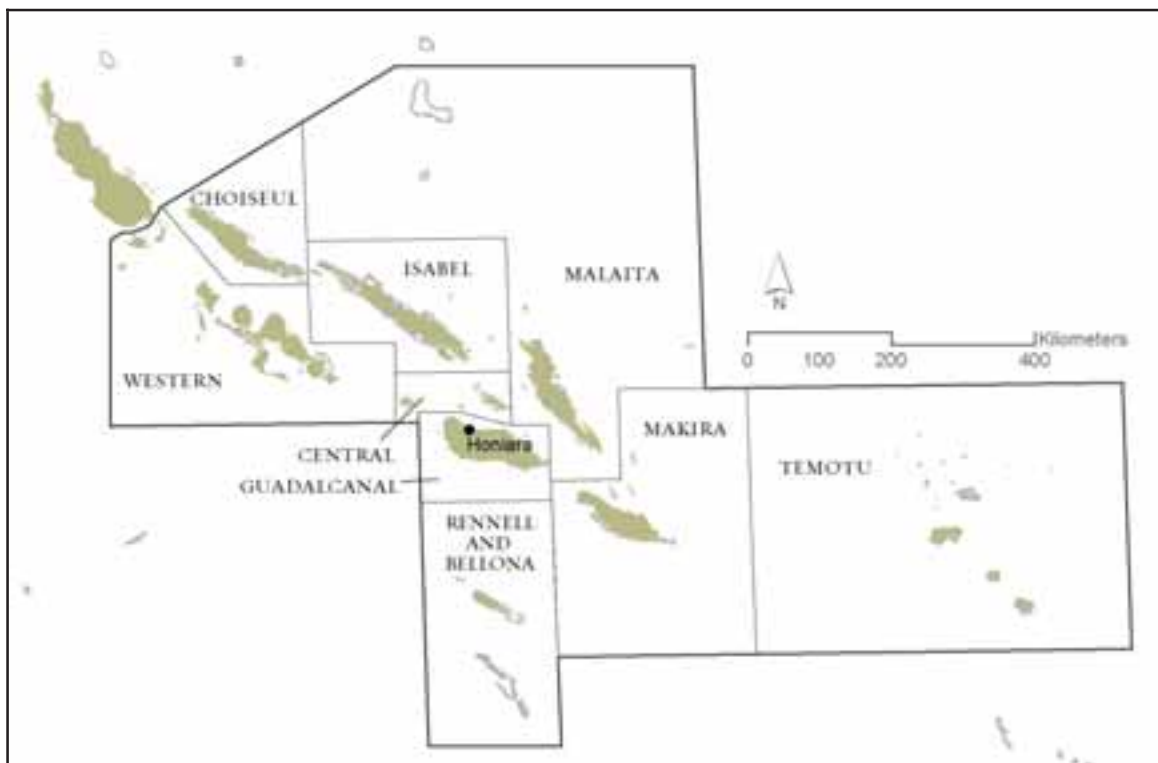 CHOISEUL
ISABEL
MALAITA
N
Kilometers
0 100 200 400
WESTERN
MAKIRA
Honiara
CENTRAL
TEMOTU
GUADALCANAL
RENNELL
AND
BELLONA